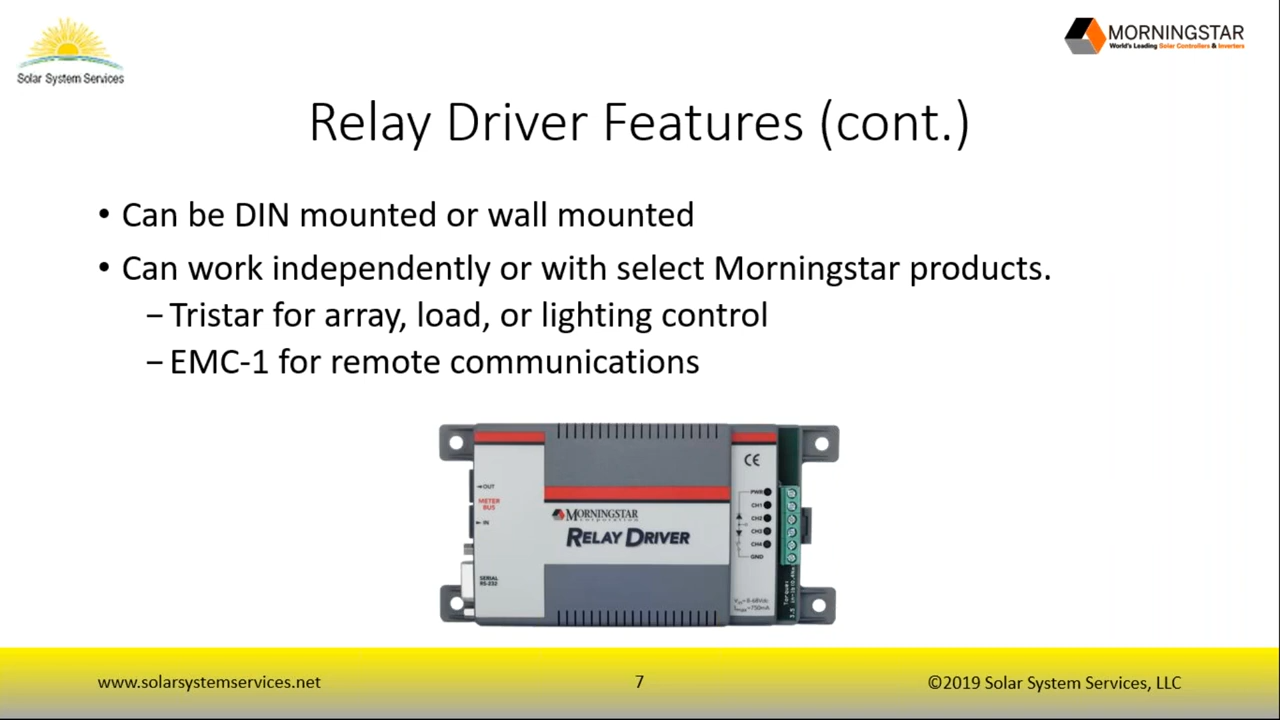 Solar System Services
MORNINGSTAR
World's Leading Solar Controllers & Inverters
Relay Driver Features (cont.)
• Can be DIN mounted or wall mounted
• Can work independently or with select Morningstar products.
– Tristar for array, load, or lighting control
– EMC-1 for remote communications
OUT
METER
BUS
IN
SERIAL
RS-232
MORNINGSTAR
corporation
RELAY DRIVER
CE
PWR
CH1
CH2
CH3
CH4
GND
www.solarsystemservices.net
7
©2019 Solar System Services, LLC